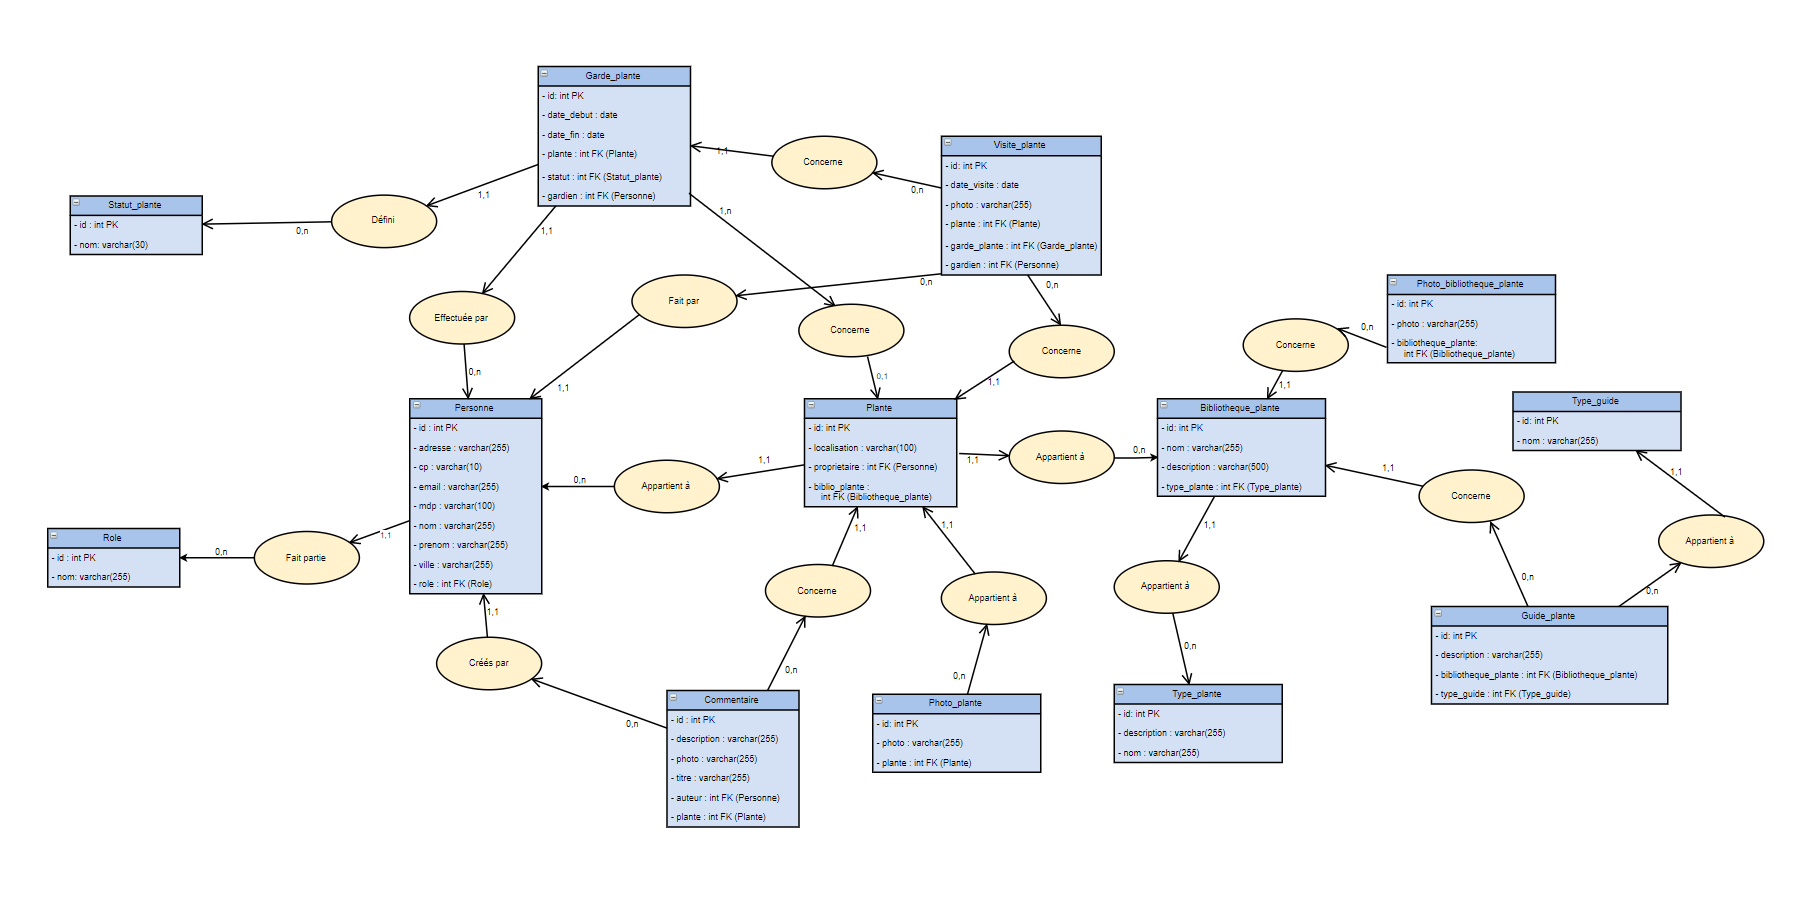 Garde_plante
- id: int PK
- date_debut : date
- date_fin : date
- plante : int FK (Plante)
- statut : int FK (Statut_plante)
- gardien : int FK (Personne)
Visite_plante
- id: int PK
- date_visite : date
- photo : varchar(255)
- plante : int FK (Plante)
- garde_plante : int FK (Garde_plante)
- gardien : int FK (Personne)
Concerne
1,1
0,n
Statut_plante
- id : int PK
- nom: varchar(30)
Défini
1,1
0,n
1,1
1,n
Effectuée par
0,n
Fait par
0,n
1,1
Concerne
0,1
0,n
Concerne
1,1
Photo_bibliotheque_plante
- id: int PK
- photo : varchar(255)
- bibliotheque_plante:
int FK (Bibliotheque_plante)
Concerne
0,n
1,1
Personne
- id : int PK
- adresse : varchar(255)
- cp : varchar(10)
- email : varchar(255)
- mdp : varchar(100)
- nom : varchar(255)
- prenom : varchar(255)
- ville : varchar(255)
- role : int FK (Role)
Appartient à
0,n
1,1
Plante
- id: int PK
- localisation : varchar(100)
- proprietaire : int FK (Personne)
- biblio_plante :
int FK (Bibliotheque_plante)
1,1
Appartient à
0,n
Bibliotheque_plante
- id: int PK
- nom : varchar(255)
- description : varchar(500)
- type_plante : int FK (Type_plante)
Type_guide
- id : int PK
- nom : varchar(255)
1,1
Concerne
1,1
Appartient à
0,n
0,n
Role
- id : int PK
- nom: varchar(255)
0,n
Fait partie
1,1
1,1
Créés par
0,n
1,1
Concerne
0,n
1,1
Appartient à
0,n
1,1
Appartient à
0,n
Guide_plante
- id: int PK
- description : varchar(255)
- bibliotheque_plante : int FK (Bibliotheque_plante)
- type_guide : int FK (Type_guide)
Commentaire
- id : int PK
- description : varchar(255)
- photo : varchar(255)
- titre : varchar(255)
- auteur : int FK (Personne)
- plante : int FK (Plante)
Photo_plante
- id: int PK
- photo : varchar(255)
- plante : int FK (Plante)
Type_plante
- id: int PK
- description : varchar(255)
- nom : varchar(255)